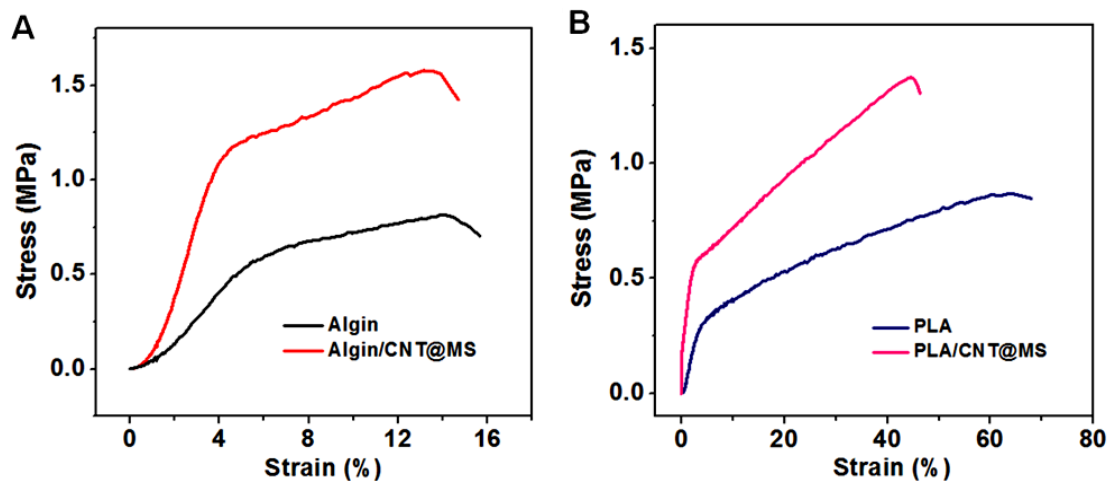 A
Stress (MPa)
1.5
1.0
0.5
0.0
Algin
Algin/CNT@MS
0 4 8 12 16
Strain (%)
B
Stress (MPa)
1.5
1.0
0.5
0.0
PLA
PLA/CNT@MS
0 20 40 60 80
Strain (%)